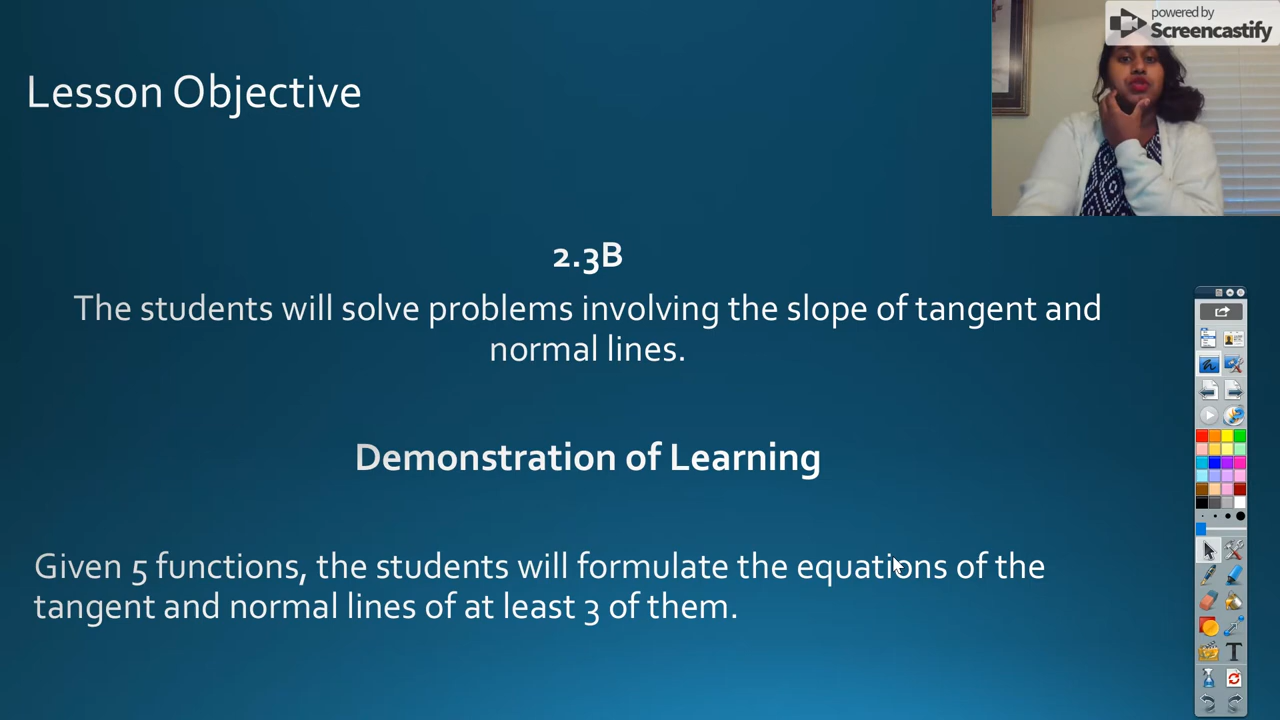 powered by
Screencastify
Lesson Objective
2.3B
The students will solve problems involving the slope of tangent and
normal lines.
Demonstration of Learning
Given 5 functions, the students will formulate the equations of the
tangent and normal lines of at least 3 of them.
T